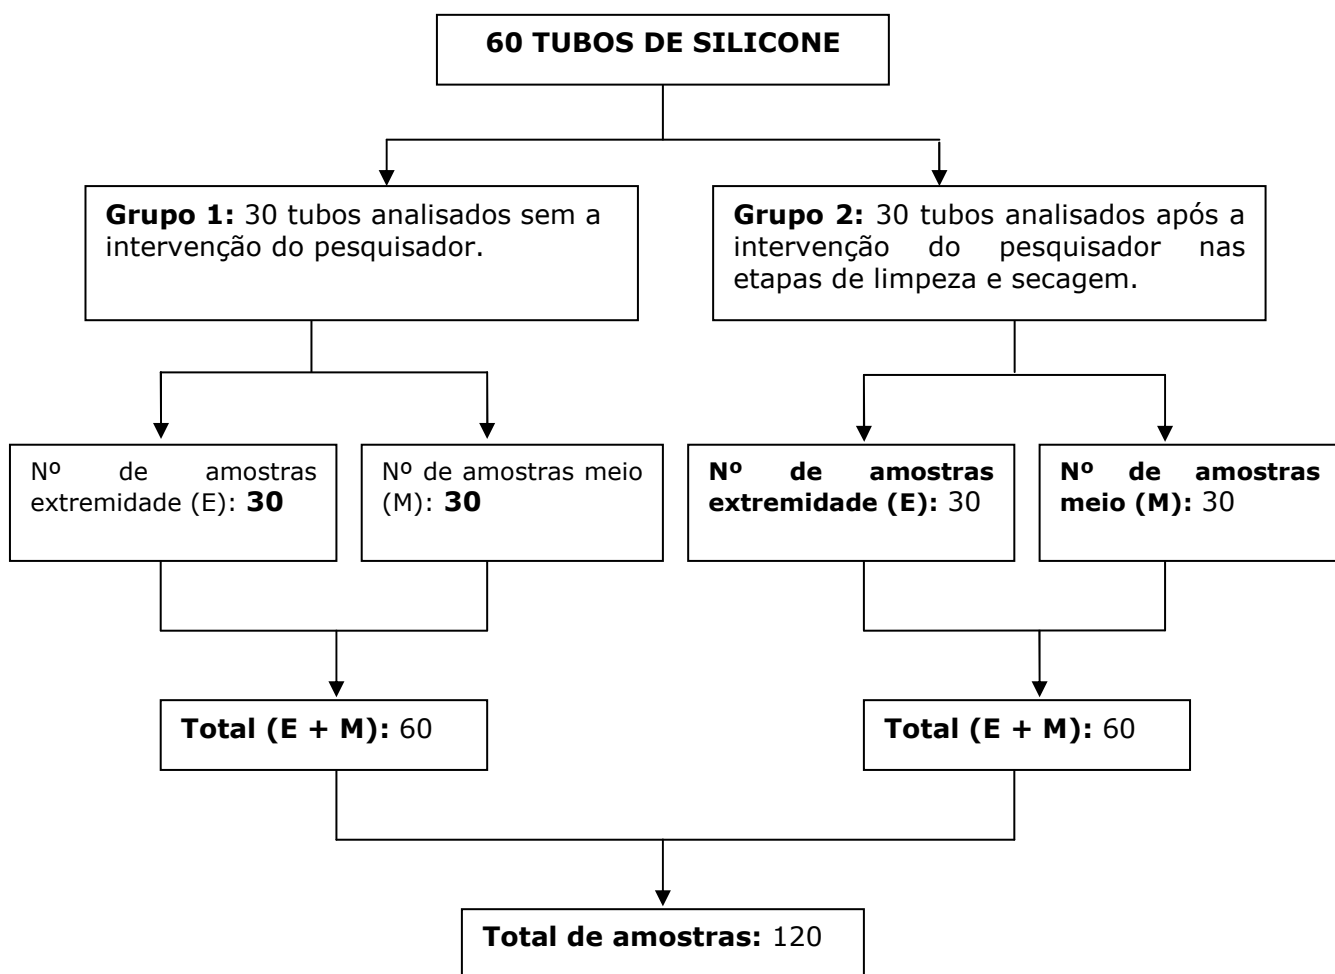 60 TUBOS DE SILICONE
Grupo 1: 30 tubos analisados sem a
intervenção do pesquisador.
Grupo 2: 30 tubos analisados após a
intervenção do pesquisador nas
etapas de limpeza e secagem.
Nº de amostras
extremidade (E): 30
Nº de amostras meio
(M): 30
Nº de amostras
extremidade (E): 30
Nº de amostras
meio (M): 30
Total (E + M): 60
Total (E + M): 60
Total de amostras: 120